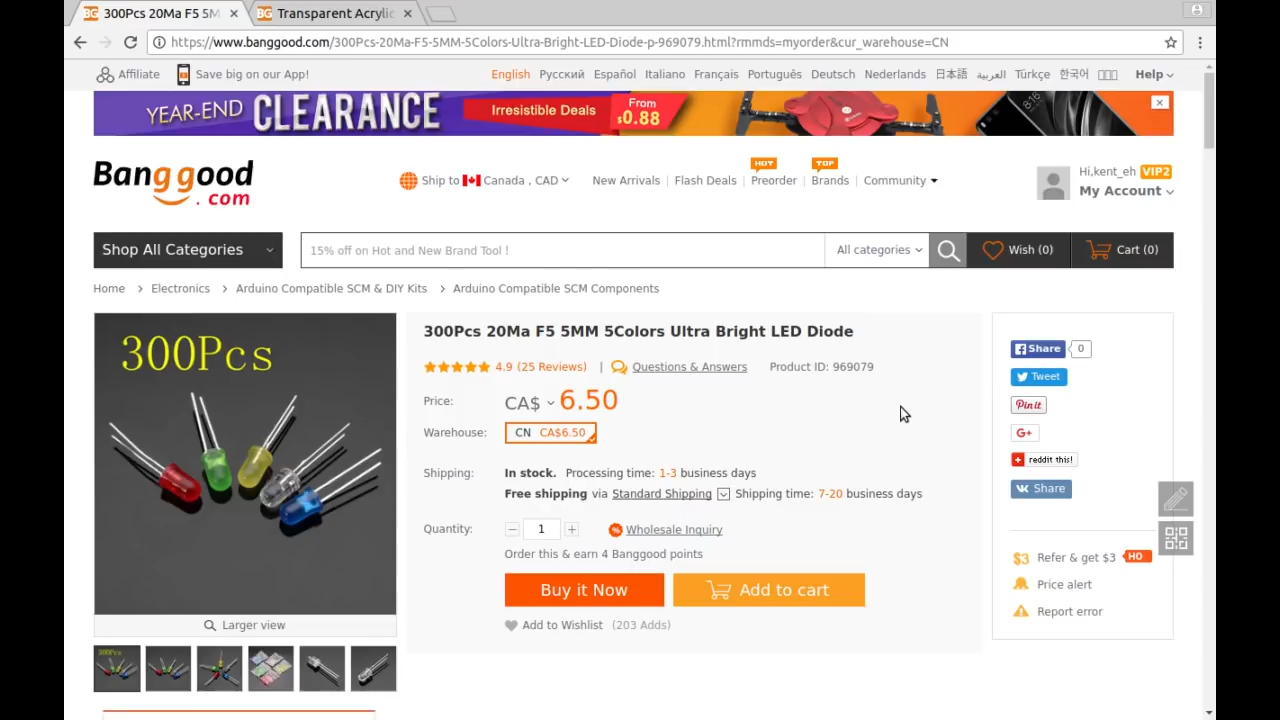 300Pcs 20Ma F5 5M
Transparent Acrylic
https://www.banggood.com/300Pcs-20Ma-F5-5MM-5Colors-Ultra-Bright-LED-Diode-p-969079.html?rmmds=myorder&cur_warehouse=CN
Affiliate Save big on our App! English Русский Español Italiano Français Português Deutsch Nederlands 日本語 العربية Türkçe 한국어 Help
YEAR-END CLEARANCE Irresistible Deals From $0.88
Banggood.com
Ship to Canada , CAD New Arrivals Flash Deals HOT Preorder TOP Brands Community
Hi,kent_eh VIP2
My Account
Shop All Categories 15% off on Hot and New Brand Tool ! All categories Wish (0) Cart (0)
Home > Electronics > Arduino Compatible SCM & DIY Kits > Arduino Compatible SCM Components
300Pcs
300Pcs 20Ma F5 5MM 5Colors Ultra Bright LED Diode
4.9 (25 Reviews) | Questions & Answers Product ID: 969079
Price: CA$ 6.50
Warehouse: CN CA$6.50
Shipping: In stock. Processing time: 1-3 business days
Free shipping via Standard Shipping Shipping time: 7-20 business days
Quantity: − 1 + Wholesale Inquiry
Order this & earn 4 Banggood points
Buy it Now Add to cart
Add to Wishlist (203 Adds)
Larger view
300Pcs
Share 0
Tweet
Pin it
G+
reddit this!
Share
Refer & get $3 HO
Price alert
Report error